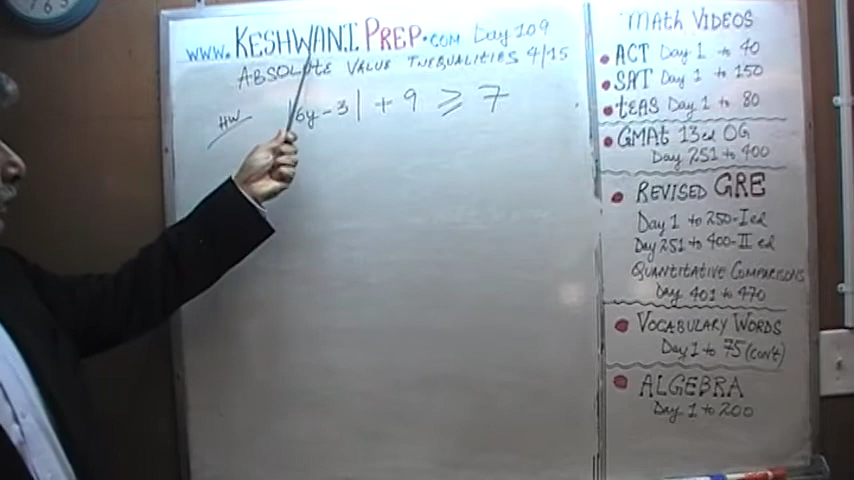 www.KESHWANI PREP.COM Day 109
ABSOLUTE VALUE INEQUALITIES 4/15
HW |6y - 3| + 9 ≥ 7
MATH VIDEOS
ACT Day 1 to 40
SAT Day 1 to 150
tEAS Day 1 to 80
GMAt 13ed OG
Day 251 to 400
REVISED GRE
Day 1 to 250-I ed
Day 251 to 400-II ed
QUANTITATIVE COMPARISONS
Day 401 to 470
VOCABULARY WORDS
Day 1 to 75 (con't)
ALGEBRA
Day 1 to 200